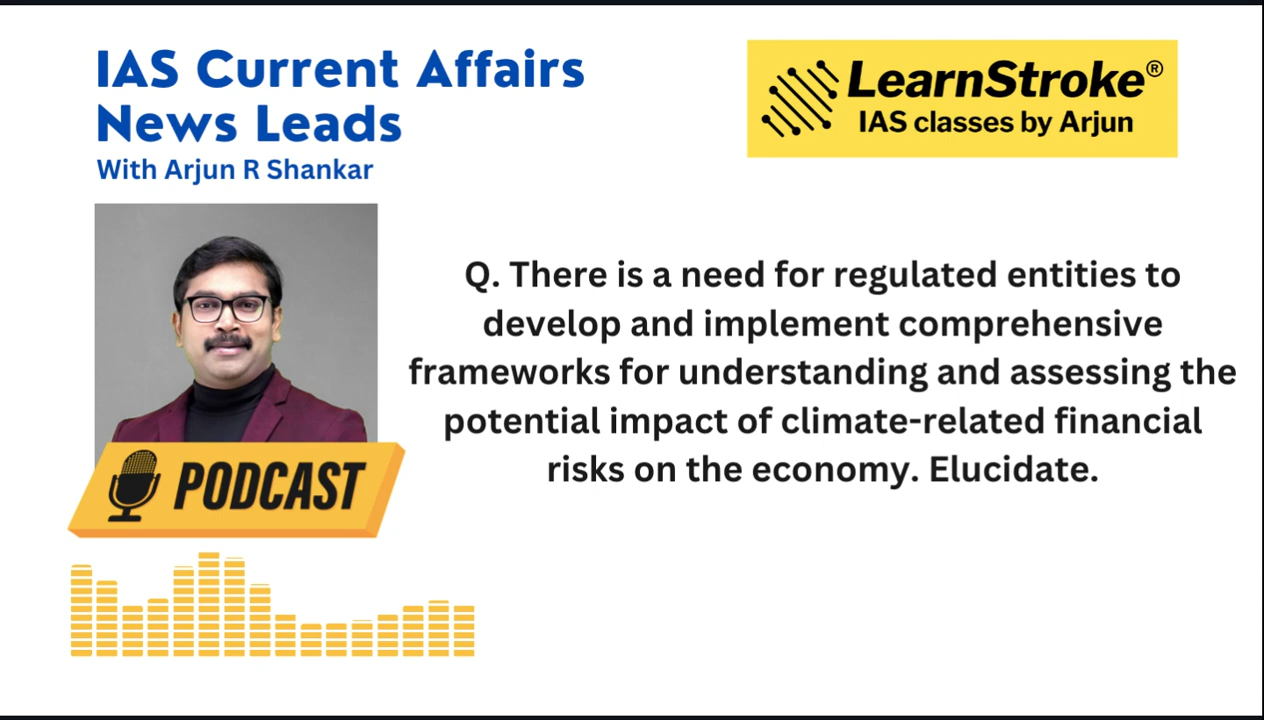 IAS Current Affairs
News Leads
With Arjun R Shankar
LearnStroke®
IAS classes by Arjun
Q. There is a need for regulated entities to
develop and implement comprehensive
frameworks for understanding and assessing the
potential impact of climate-related financial
risks on the economy. Elucidate.
PODCAST